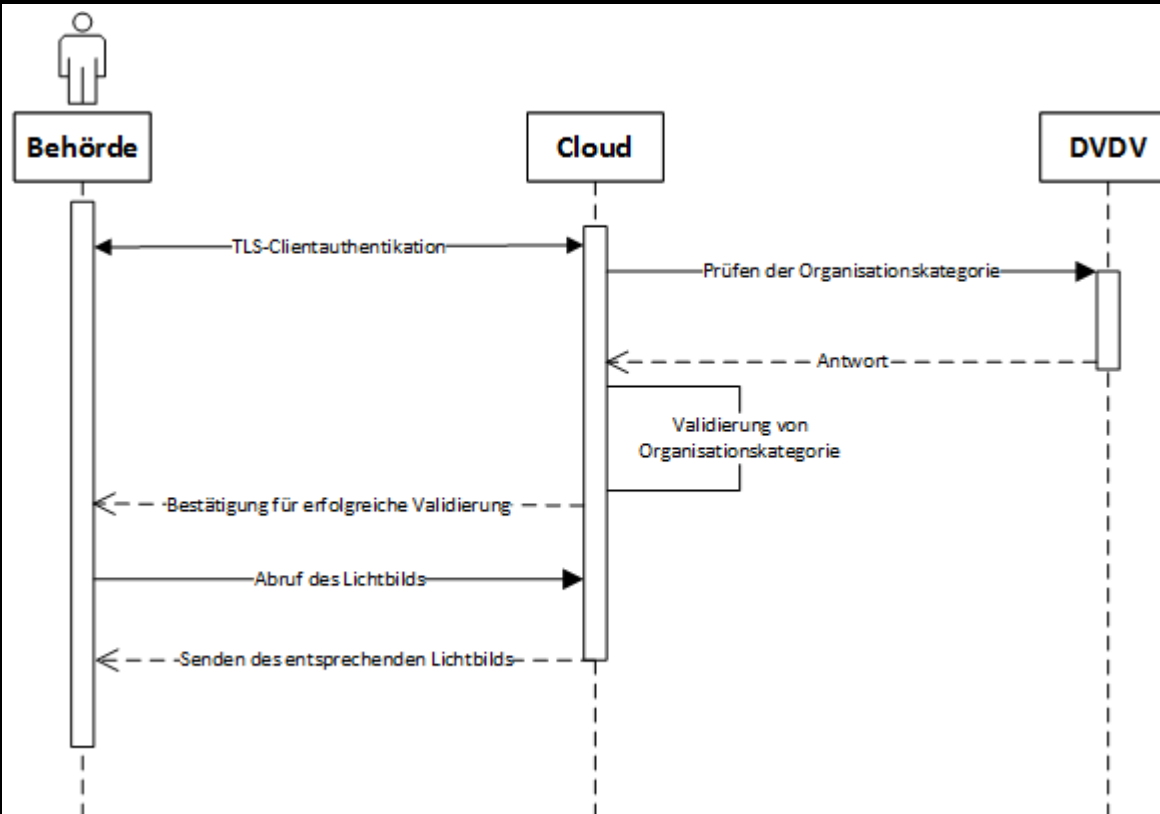 Behörde
Cloud
DVDV
TLS-Clientauthentikation
Prüfen der Organisationskategorie
Antwort
Validierung von
Organisationskategorie
Bestätigung für erfolgreiche Validierung
Abruf des Lichtbilds
Senden des entsprechenden Lichtbilds